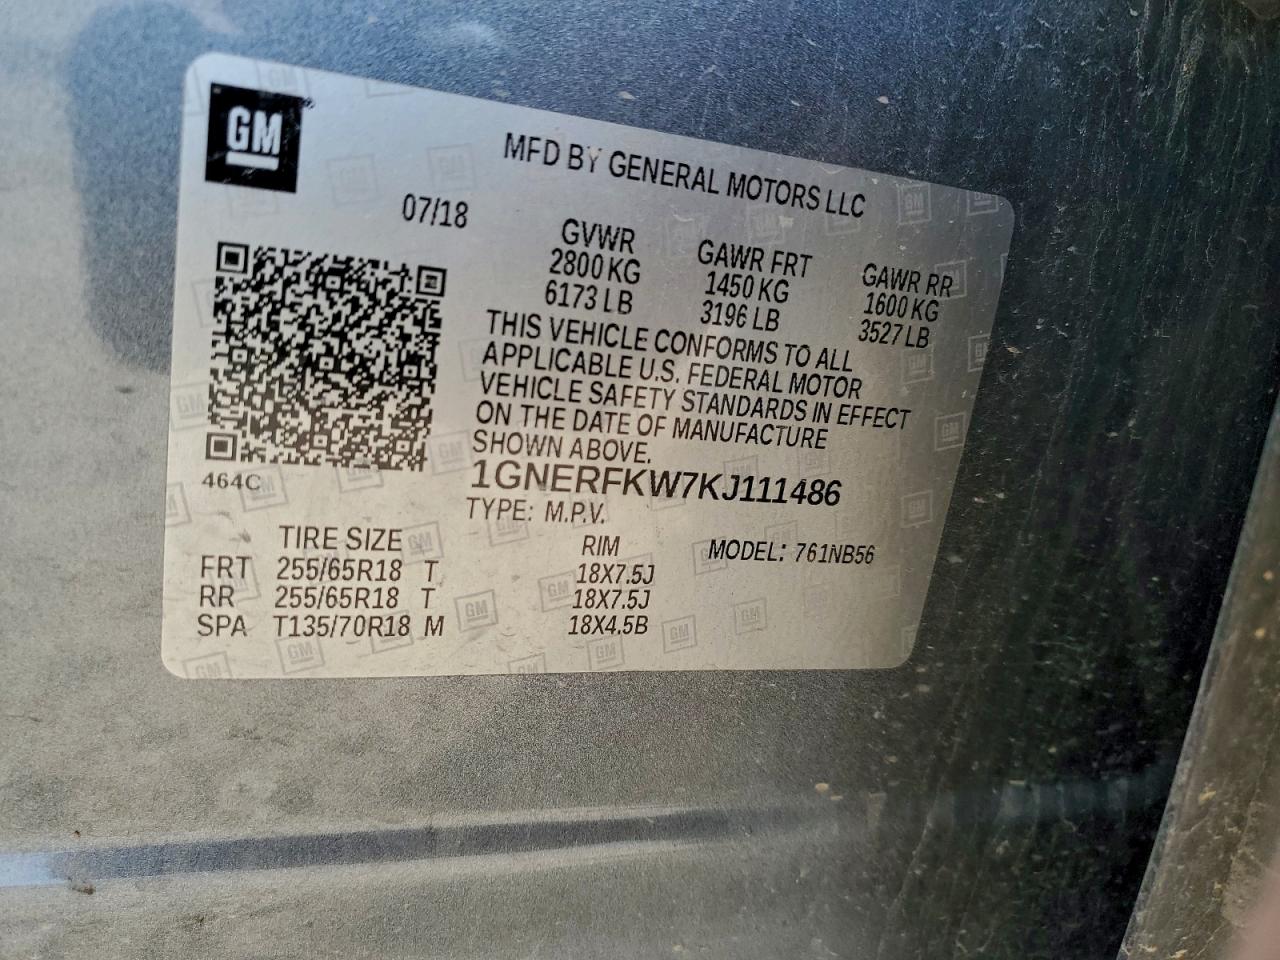 GM
MFD BY GENERAL MOTORS LLC
07/18
GVWR GAWR FRT GAWR RR
2800 KG 1450 KG 1600 KG
6173 LB 3196 LB 3527 LB
THIS VEHICLE CONFORMS TO ALL
APPLICABLE U.S. FEDERAL MOTOR
VEHICLE SAFETY STANDARDS IN EFFECT
ON THE DATE OF MANUFACTURE
SHOWN ABOVE.
464C
1GNERFKW7KJ111486
TYPE: M.P.V.
TIRE SIZE RIM MODEL: 761NB56
FRT 255/65R18 T 18X7.5J
RR 255/65R18 T 18X7.5J
SPA T135/70R18 M 18X4.5B